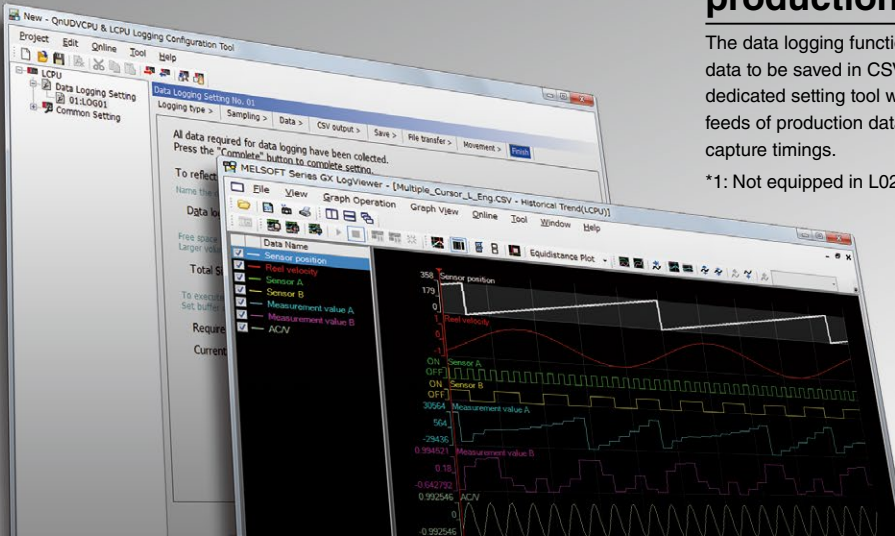 production
The data logging functi
data to be saved in CSV
dedicated setting tool w
feeds of production data
capture timings.
*1: Not equipped in L02
New - QnUDVCPU & LCPU Logging Configuration Tool
Project Edit Online Tool Help
LCPU
Data Logging Setting
01:LOG01
Common Setting
Data Logging Setting No. 01
Logging type > Sampling > Data > CSV output > Save > File transfer > Movement > Finish
All data required for data logging have been collected.
Press the "Complete" button to complete setting.
To reflect
Name the d
Data lo
Free space
Larger volu
Total Si
To execute
Set buffer
Require
Current
MELSOFT Series GX LogViewer - [Multiple_Cursor_L_Eng.CSV - Historical Trend(LCPU)]
File View Graph Operation Graph View Online Tool Window Help
Equidistance Plot
Data Name
Sensor position
Reel velocity
Sensor A
Sensor B
Measurement value A
Measurement value B
AC/V
358 Sensor position
179
0
1 Reel velocity
0
-1
ON Sensor A
OFF
ON Sensor B
OFF
30564 Measurement value A
564
-29436
0.994521 Measurement value B
0.18
-0.642792
0.992546 AC/V
0
-0.992546